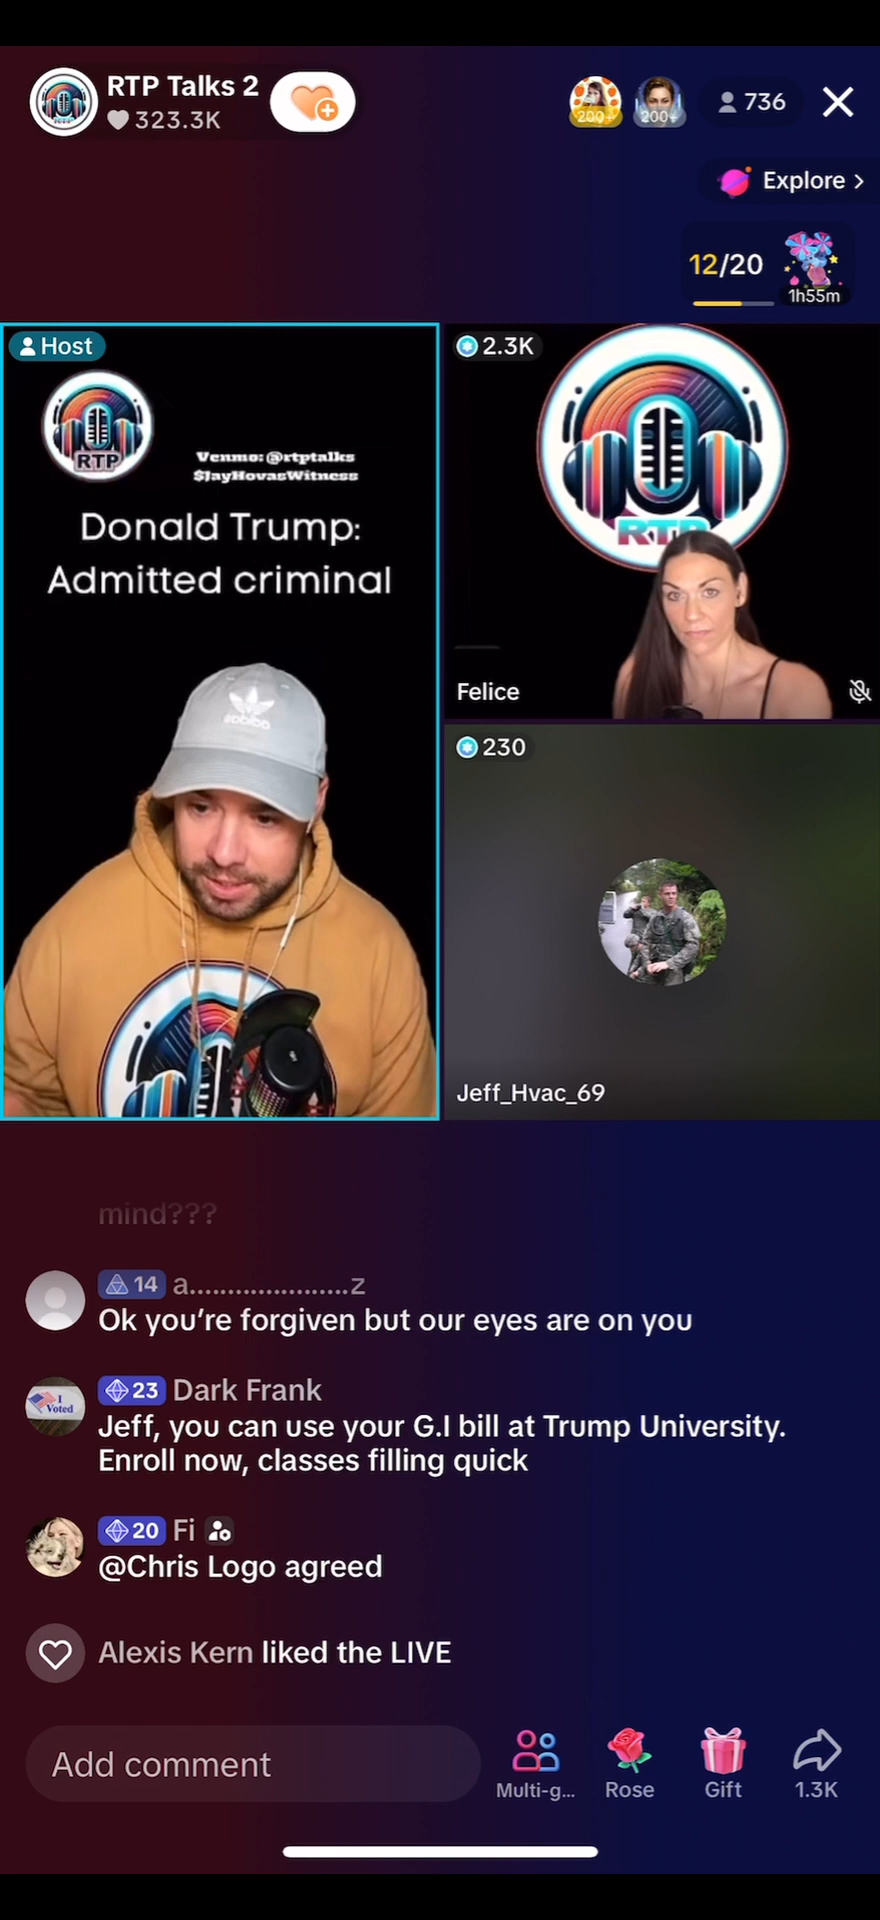 RTP Talks 2
323.3K
200+
200+
736
Explore >
12/20
1h55m
Host
RTP
Venmo: @rtptalks
$JayHovasWitness
Donald Trump:
Admitted criminal
adidas
2.3K
RTP
Felice
230
Jeff_Hvac_69
mind???
14 a.....................z
Ok you're forgiven but our eyes are on you
23 Dark Frank
I Voted
Jeff, you can use your G.I bill at Trump University.
Enroll now, classes filling quick
20 Fi
@Chris Logo agreed
Alexis Kern liked the LIVE
Add comment
Multi-g...
Rose
Gift
1.3K